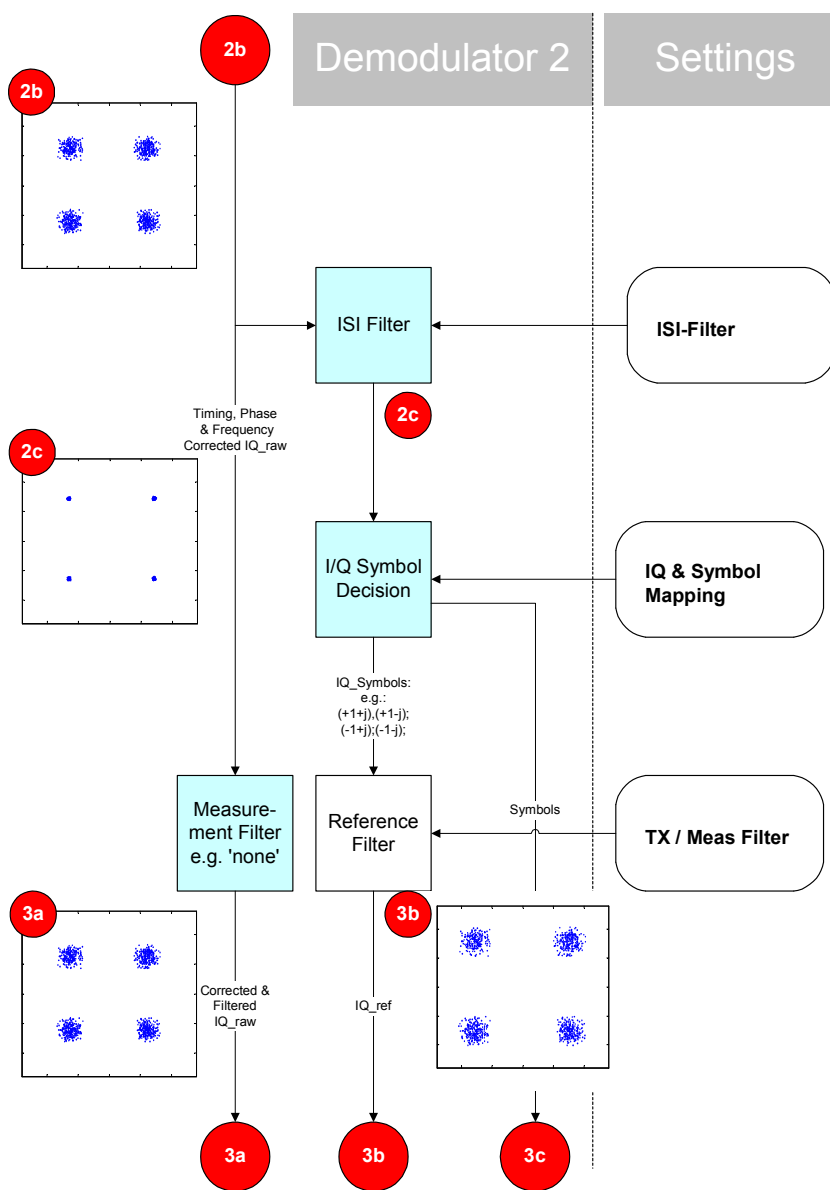 2b
Demodulator 2
Settings
2b
ISI Filter
ISI-Filter
2c
Timing, Phase
& Frequency
Corrected IQ_raw
2c
I/Q Symbol
Decision
IQ & Symbol
Mapping
IQ_Symbols:
e.g.:
(+1+j),(+1-j);
(-1+j);(-1-j);
Measure-
ment Filter
e.g. 'none'
Reference
Filter
Symbols
TX / Meas Filter
3a
3b
Corrected &
Filtered
IQ_raw
IQ_ref
3a
3b
3c